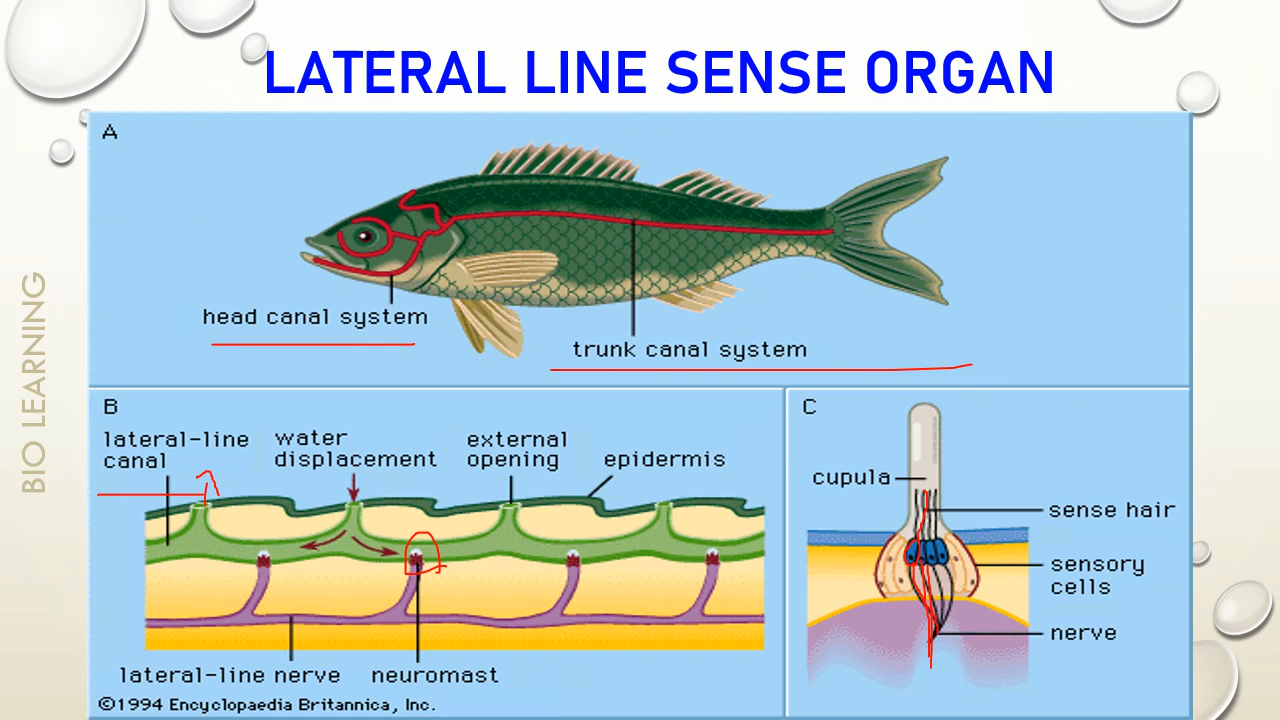 LATERAL LINE SENSE ORGAN
BIO LEARNING
A
head canal system
trunk canal system
B
lateral-line
canal
water
displacement
external
opening
epidermis
lateral-line nerve
neuromast
©1994 Encyclopaedia Britannica, Inc.
C
cupula
sense hair
sensory
cells
nerve